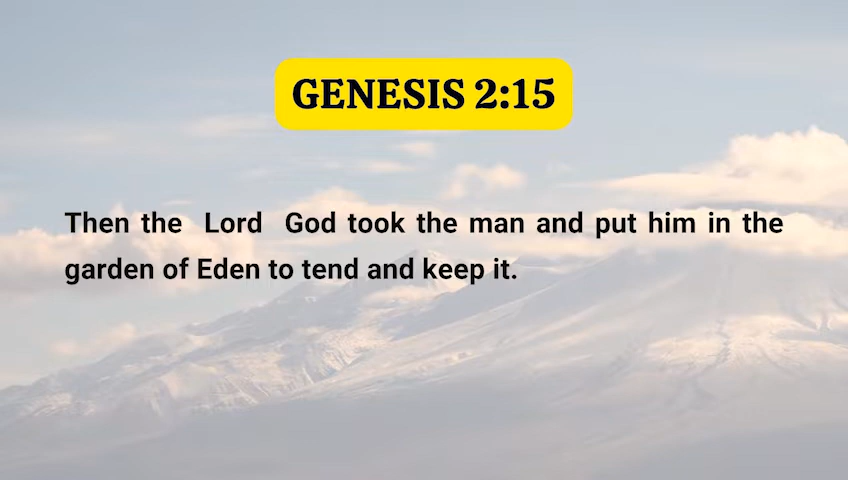 GENESIS 2:15
Then the Lord God took the man and put him in the
garden of Eden to tend and keep it.